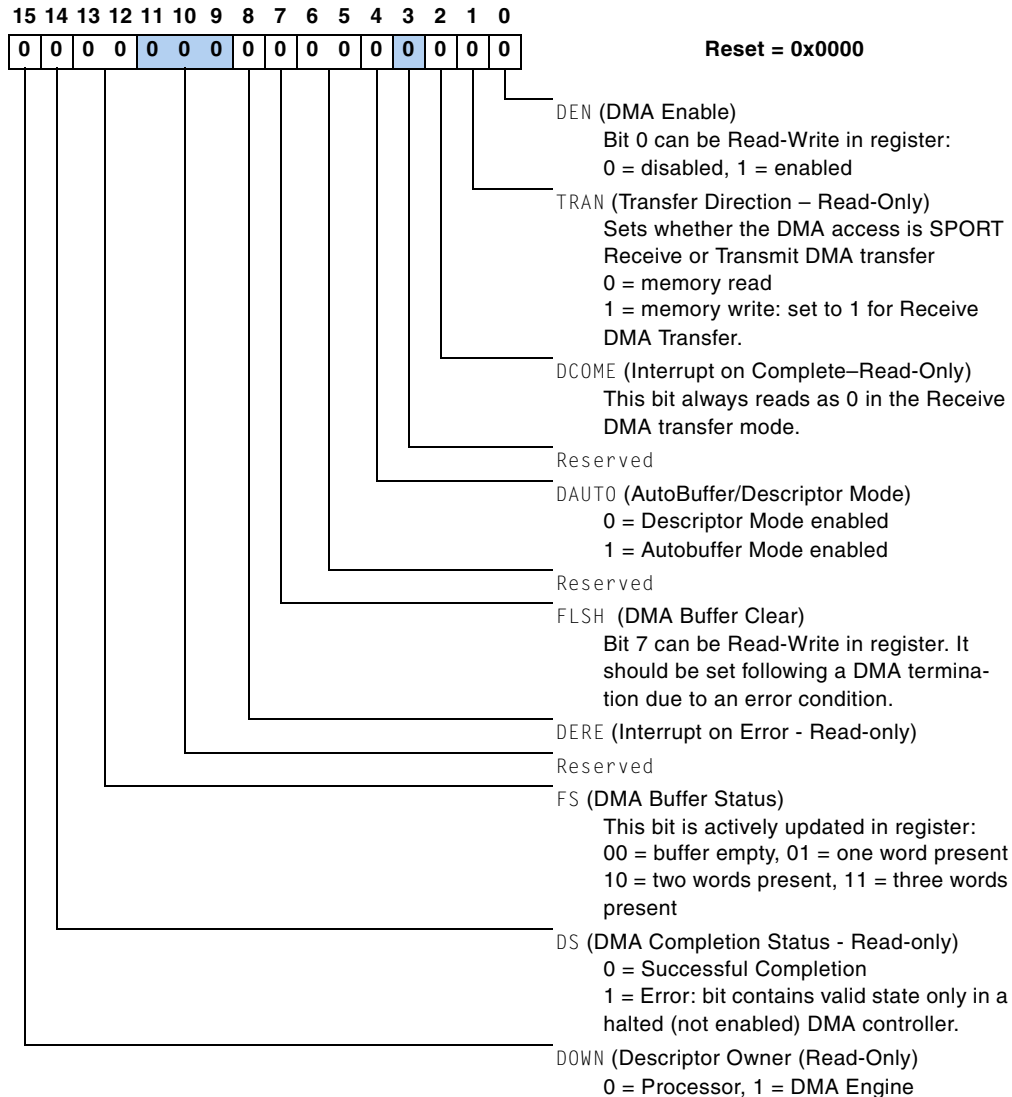 15 14 13 12 11 10 9 8 7 6 5 4 3 2 1 0
0 0 0 0 0 0 0 0 0 0 0 0 0 0 0 0 Reset = 0x0000
DEN (DMA Enable)
Bit 0 can be Read-Write in register:
0 = disabled, 1 = enabled
TRAN (Transfer Direction – Read-Only)
Sets whether the DMA access is SPORT
Receive or Transmit DMA transfer
0 = memory read
1 = memory write: set to 1 for Receive
DMA Transfer.
DCOME (Interrupt on Complete–Read-Only)
This bit always reads as 0 in the Receive
DMA transfer mode.
Reserved
DAUTO (AutoBuffer/Descriptor Mode)
0 = Descriptor Mode enabled
1 = Autobuffer Mode enabled
Reserved
FLSH (DMA Buffer Clear)
Bit 7 can be Read-Write in register. It
should be set following a DMA termina-
tion due to an error condition.
DERE (Interrupt on Error - Read-only)
Reserved
FS (DMA Buffer Status)
This bit is actively updated in register:
00 = buffer empty, 01 = one word present
10 = two words present, 11 = three words
present
DS (DMA Completion Status - Read-only)
0 = Successful Completion
1 = Error: bit contains valid state only in a
halted (not enabled) DMA controller.
DOWN (Descriptor Owner (Read-Only)
0 = Processor, 1 = DMA Engine